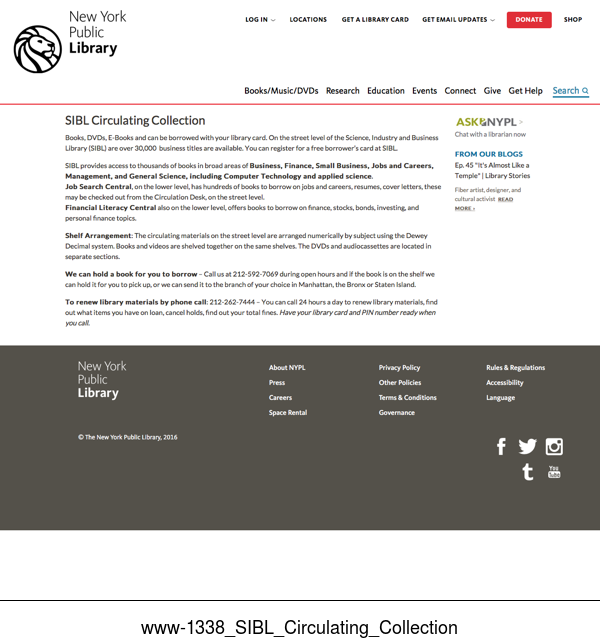 New York
Public
Library
LOG IN
LOCATIONS
GET A LIBRARY CARD
GET EMAIL UPDATES
DONATE
SHOP
Books/Music/DVDs Research Education Events Connect Give Get Help Search
SIBL Circulating Collection
Books, DVDs, E-Books and can be borrowed with your library card. On the street level of the Science, Industry and Business
Library (SIBL) are over 30,000 business titles are available. You can register for a free borrower's card at SIBL.
SIBL provides access to thousands of books in broad areas of Business, Finance, Small Business, Jobs and Careers,
Management, and General Science, including Computer Technology and applied science.
Job Search Central, on the lower level, has hundreds of books to borrow on jobs and careers, resumes, cover letters, these
may be checked out from the Circulation Desk, on the street level.
Financial Literacy Central also on the lower level, offers books to borrow on finance, stocks, bonds, investing, and
personal finance topics.
Shelf Arrangement: The circulating materials on the street level are arranged numerically by subject using the Dewey
Decimal system. Books and videos are shelved together on the same shelves. The DVDs and audiocassettes are located in
separate sections.
We can hold a book for you to borrow – Call us at 212-592-7069 during open hours and if the book is on the shelf we
can hold it for you to pick up, or we can send it to the branch of your choice in Manhattan, the Bronx or Staten Island.
To renew library materials by phone call: 212-262-7444 – You can call 24 hours a day to renew library materials, find
out what items you have on loan, cancel holds, find out your total fines. Have your library card and PIN number ready when
you call.
ASK NYPL >
Chat with a librarian now
FROM OUR BLOGS
Ep. 45 "It's Almost Like a
Temple" | Library Stories
Fiber artist, designer, and
cultural activist READ
MORE ›
New York
Public
Library
About NYPL
Press
Careers
Space Rental
Privacy Policy
Other Policies
Terms & Conditions
Governance
Rules & Regulations
Accessibility
Language
© The New York Public Library, 2016
You
Tube
www-1338_SIBL_Circulating_Collection